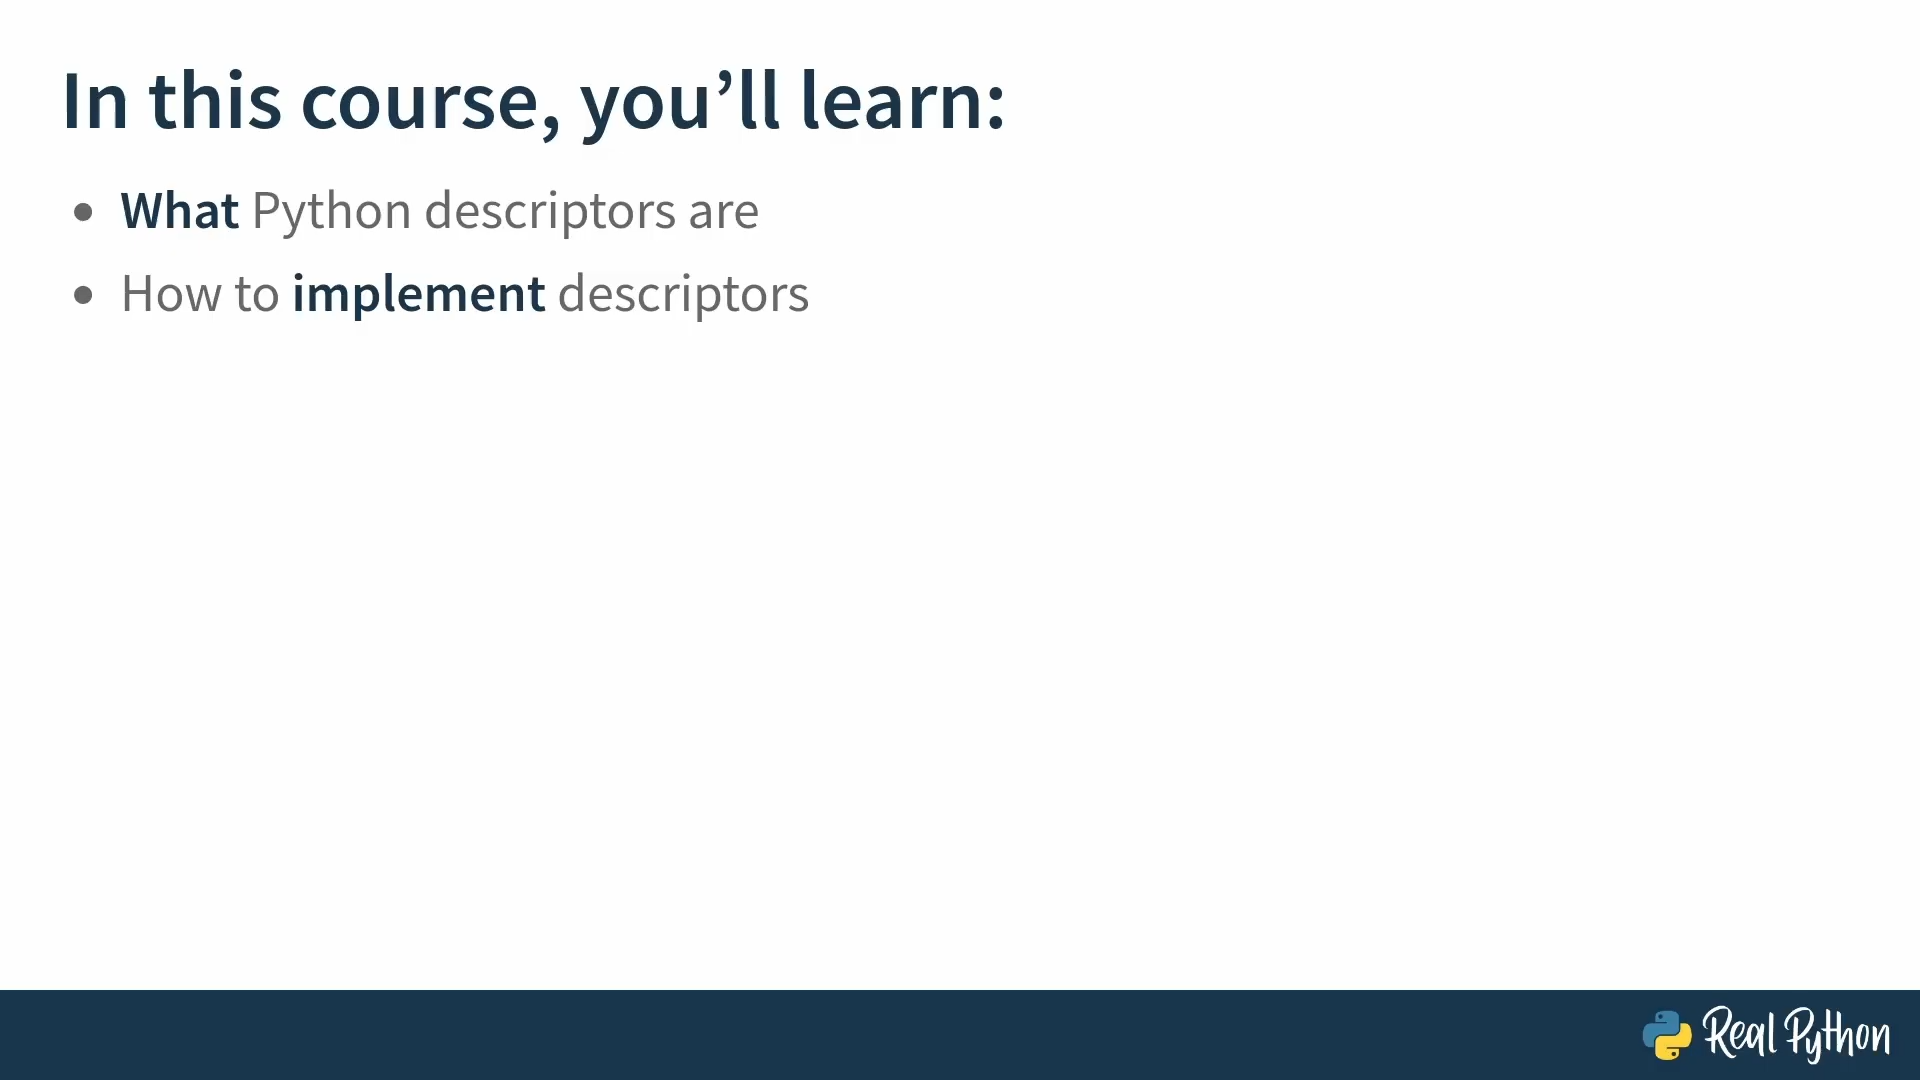 In this course, you’ll learn:
• What Python descriptors are
• How to implement descriptors
Real Python